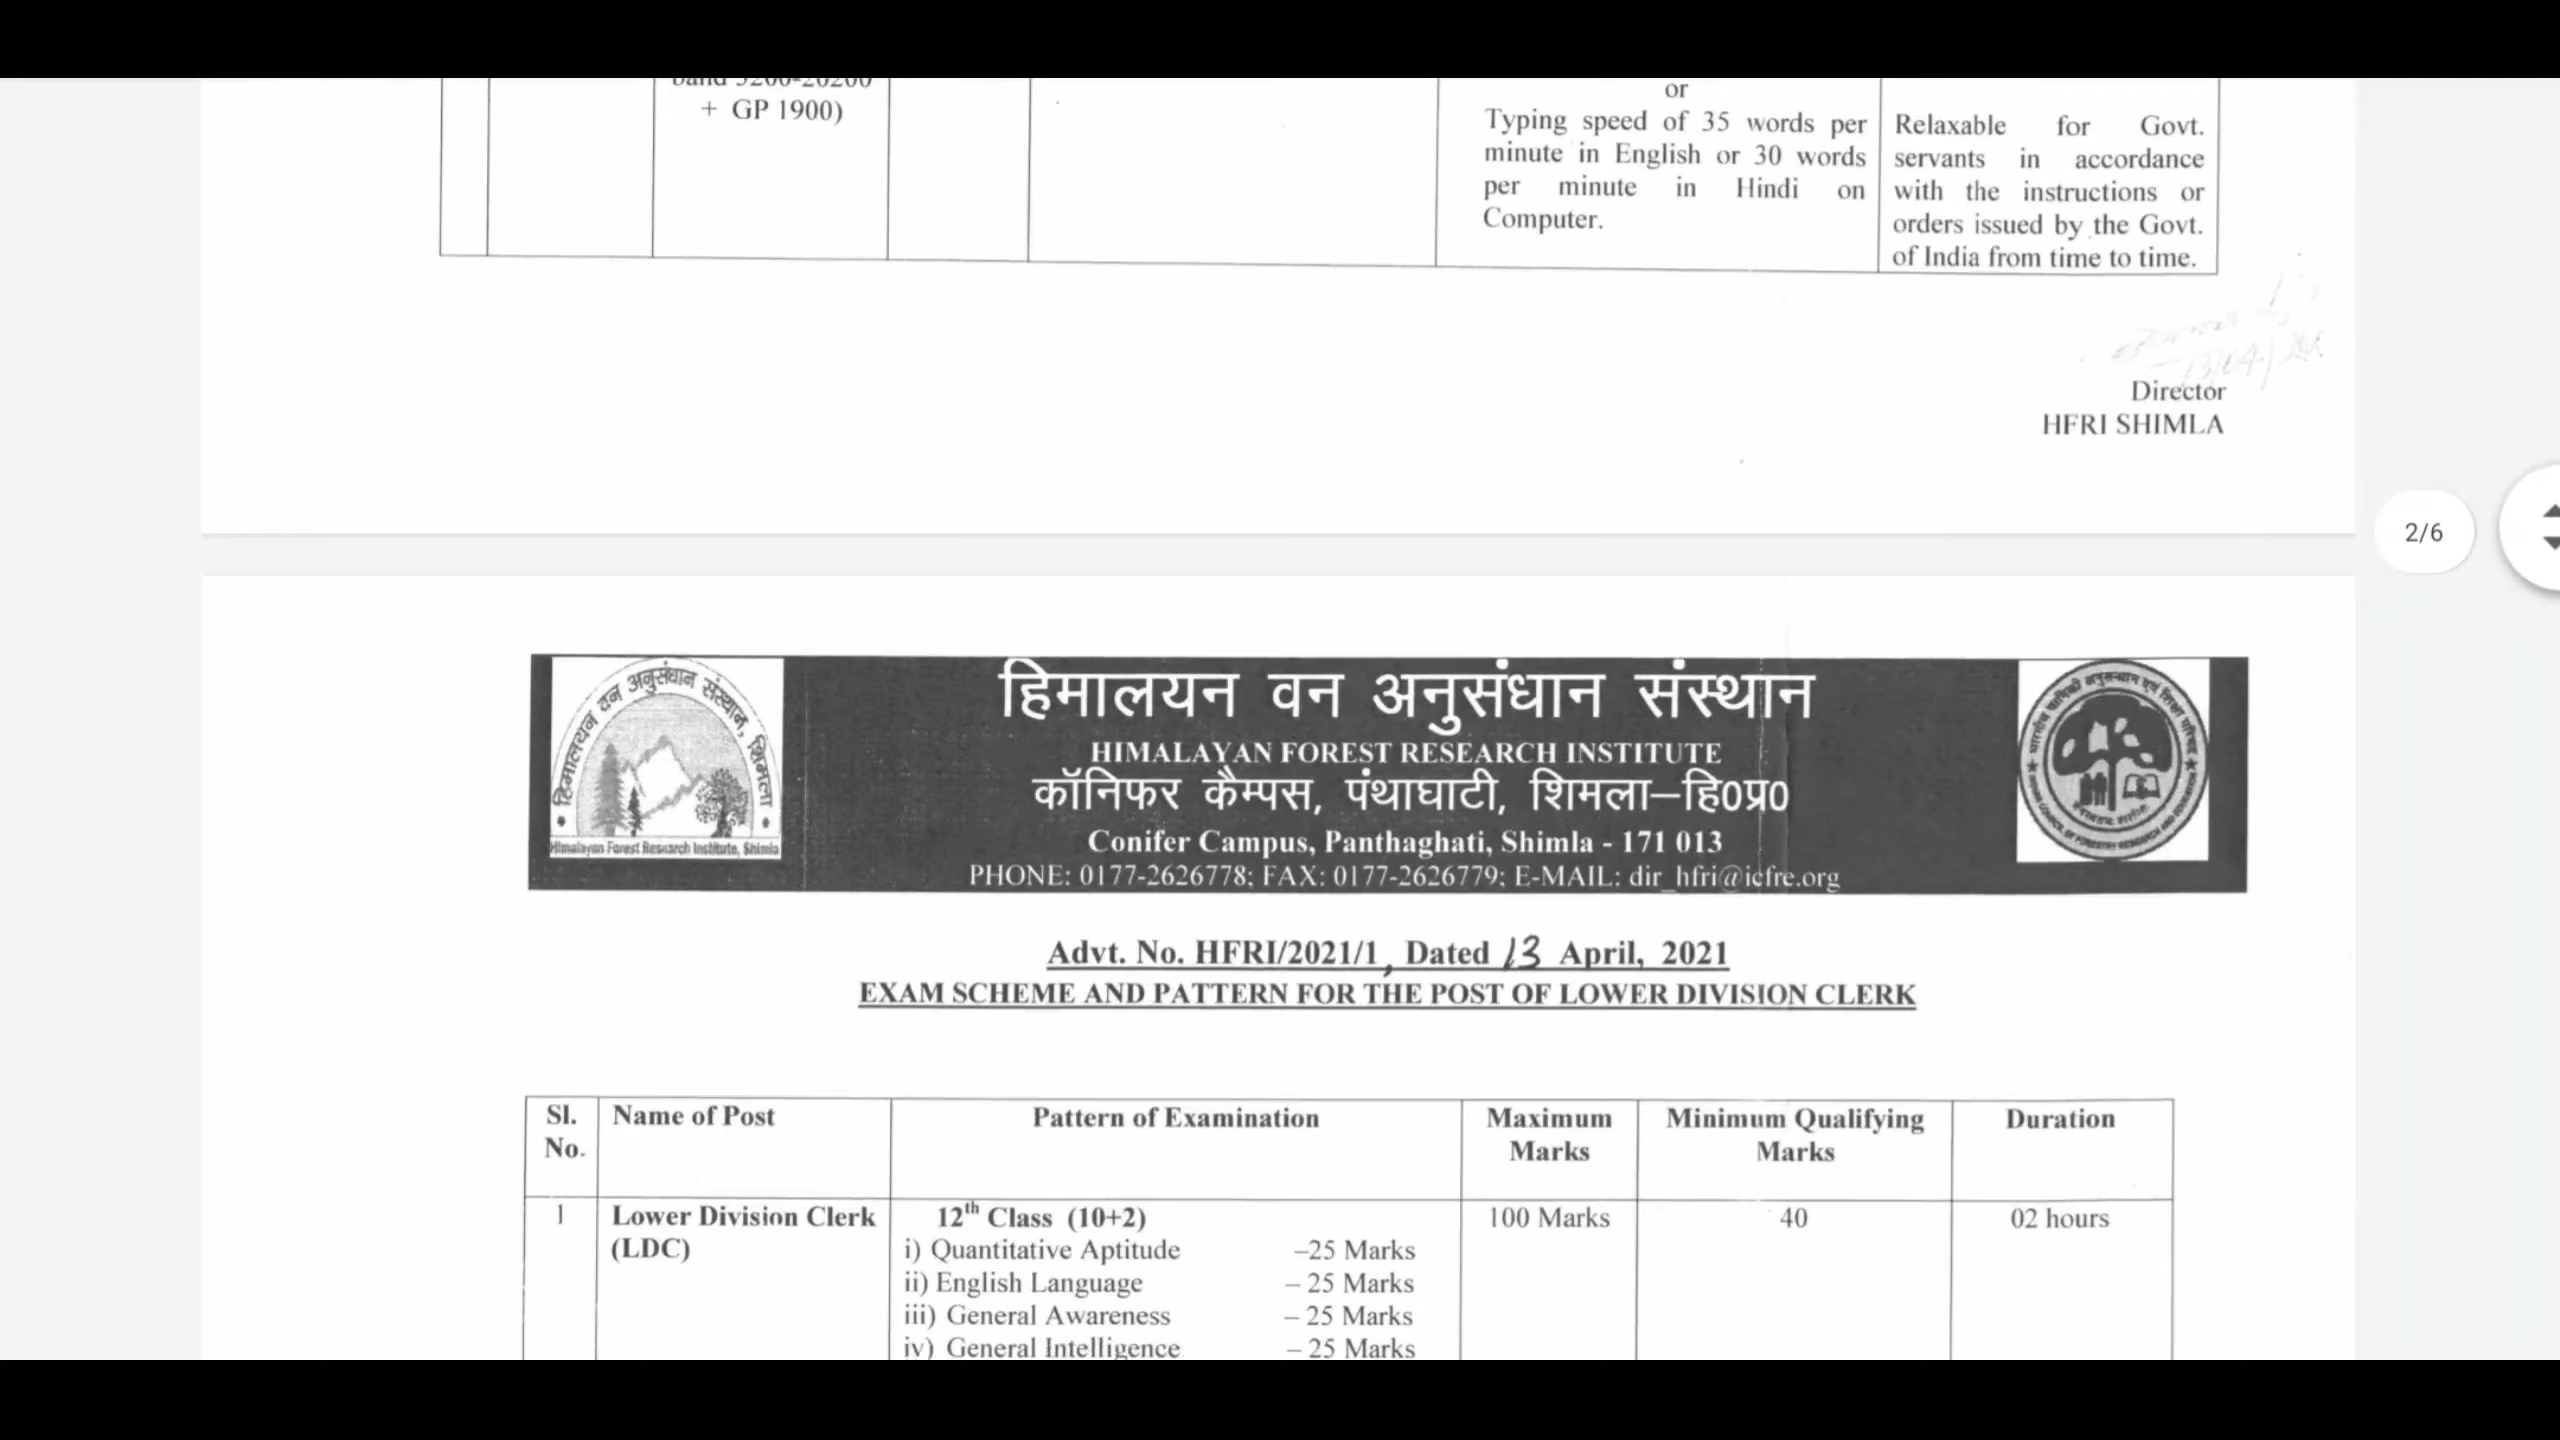 + GP 1900)
or
Typing speed of 35 words per
minute in English or 30 words
per minute in Hindi on
Computer.
Relaxable for Govt.
servants in accordance
with the instructions or
orders issued by the Govt.
of India from time to time.
Director
HFRI SHIMLA
2/6
हिमालयन वन अनुसंधान संस्थान, शिमला
Himalayan Forest Research Institute, Shimla
हिमालयन वन अनुसंधान संस्थान
HIMALAYAN FOREST RESEARCH INSTITUTE
कॉनिफर कैम्पस, पंथाघाटी, शिमला–हि0प्र0
Conifer Campus, Panthaghati, Shimla - 171 013
PHONE: 0177-2626778; FAX: 0177-2626779; E-MAIL: dir_hfri@icfre.org
Advt. No. HFRI/2021/1, Dated 13 April, 2021
EXAM SCHEME AND PATTERN FOR THE POST OF LOWER DIVISION CLERK
Sl. No. Name of Post Pattern of Examination Maximum Marks Minimum Qualifying Marks Duration
1 Lower Division Clerk (LDC) 12th Class (10+2) 100 Marks 40 02 hours
i) Quantitative Aptitude –25 Marks
ii) English Language – 25 Marks
iii) General Awareness – 25 Marks
iv) General Intelligence – 25 Marks